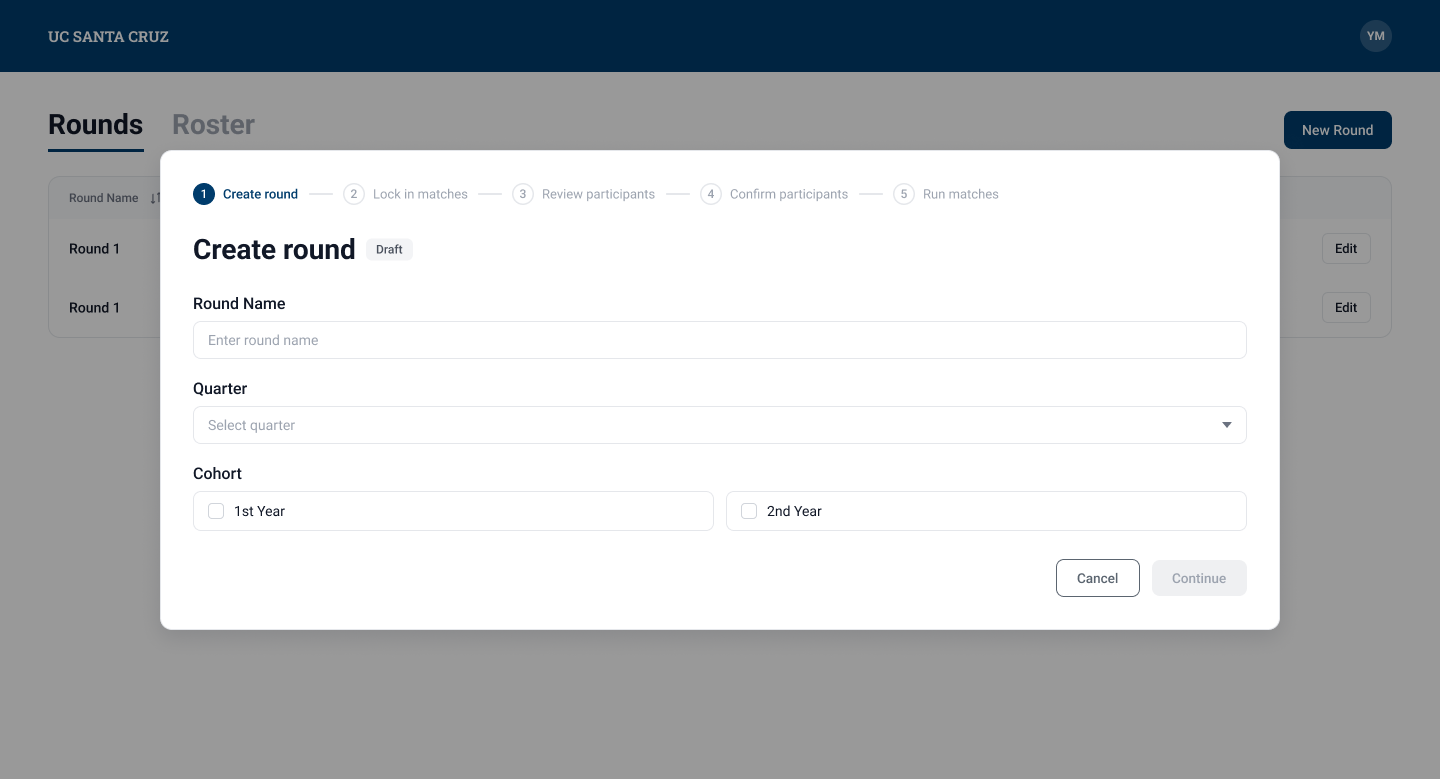 UC SANTA CRUZ
YM
Rounds Roster
New Round
Round Name
1 Create round 2 Lock in matches 3 Review participants 4 Confirm participants 5 Run matches
Create round Draft
Round 1
Edit
Round 1
Edit
Round Name
Enter round name
Quarter
Select quarter
Cohort
1st Year 2nd Year
Cancel Continue